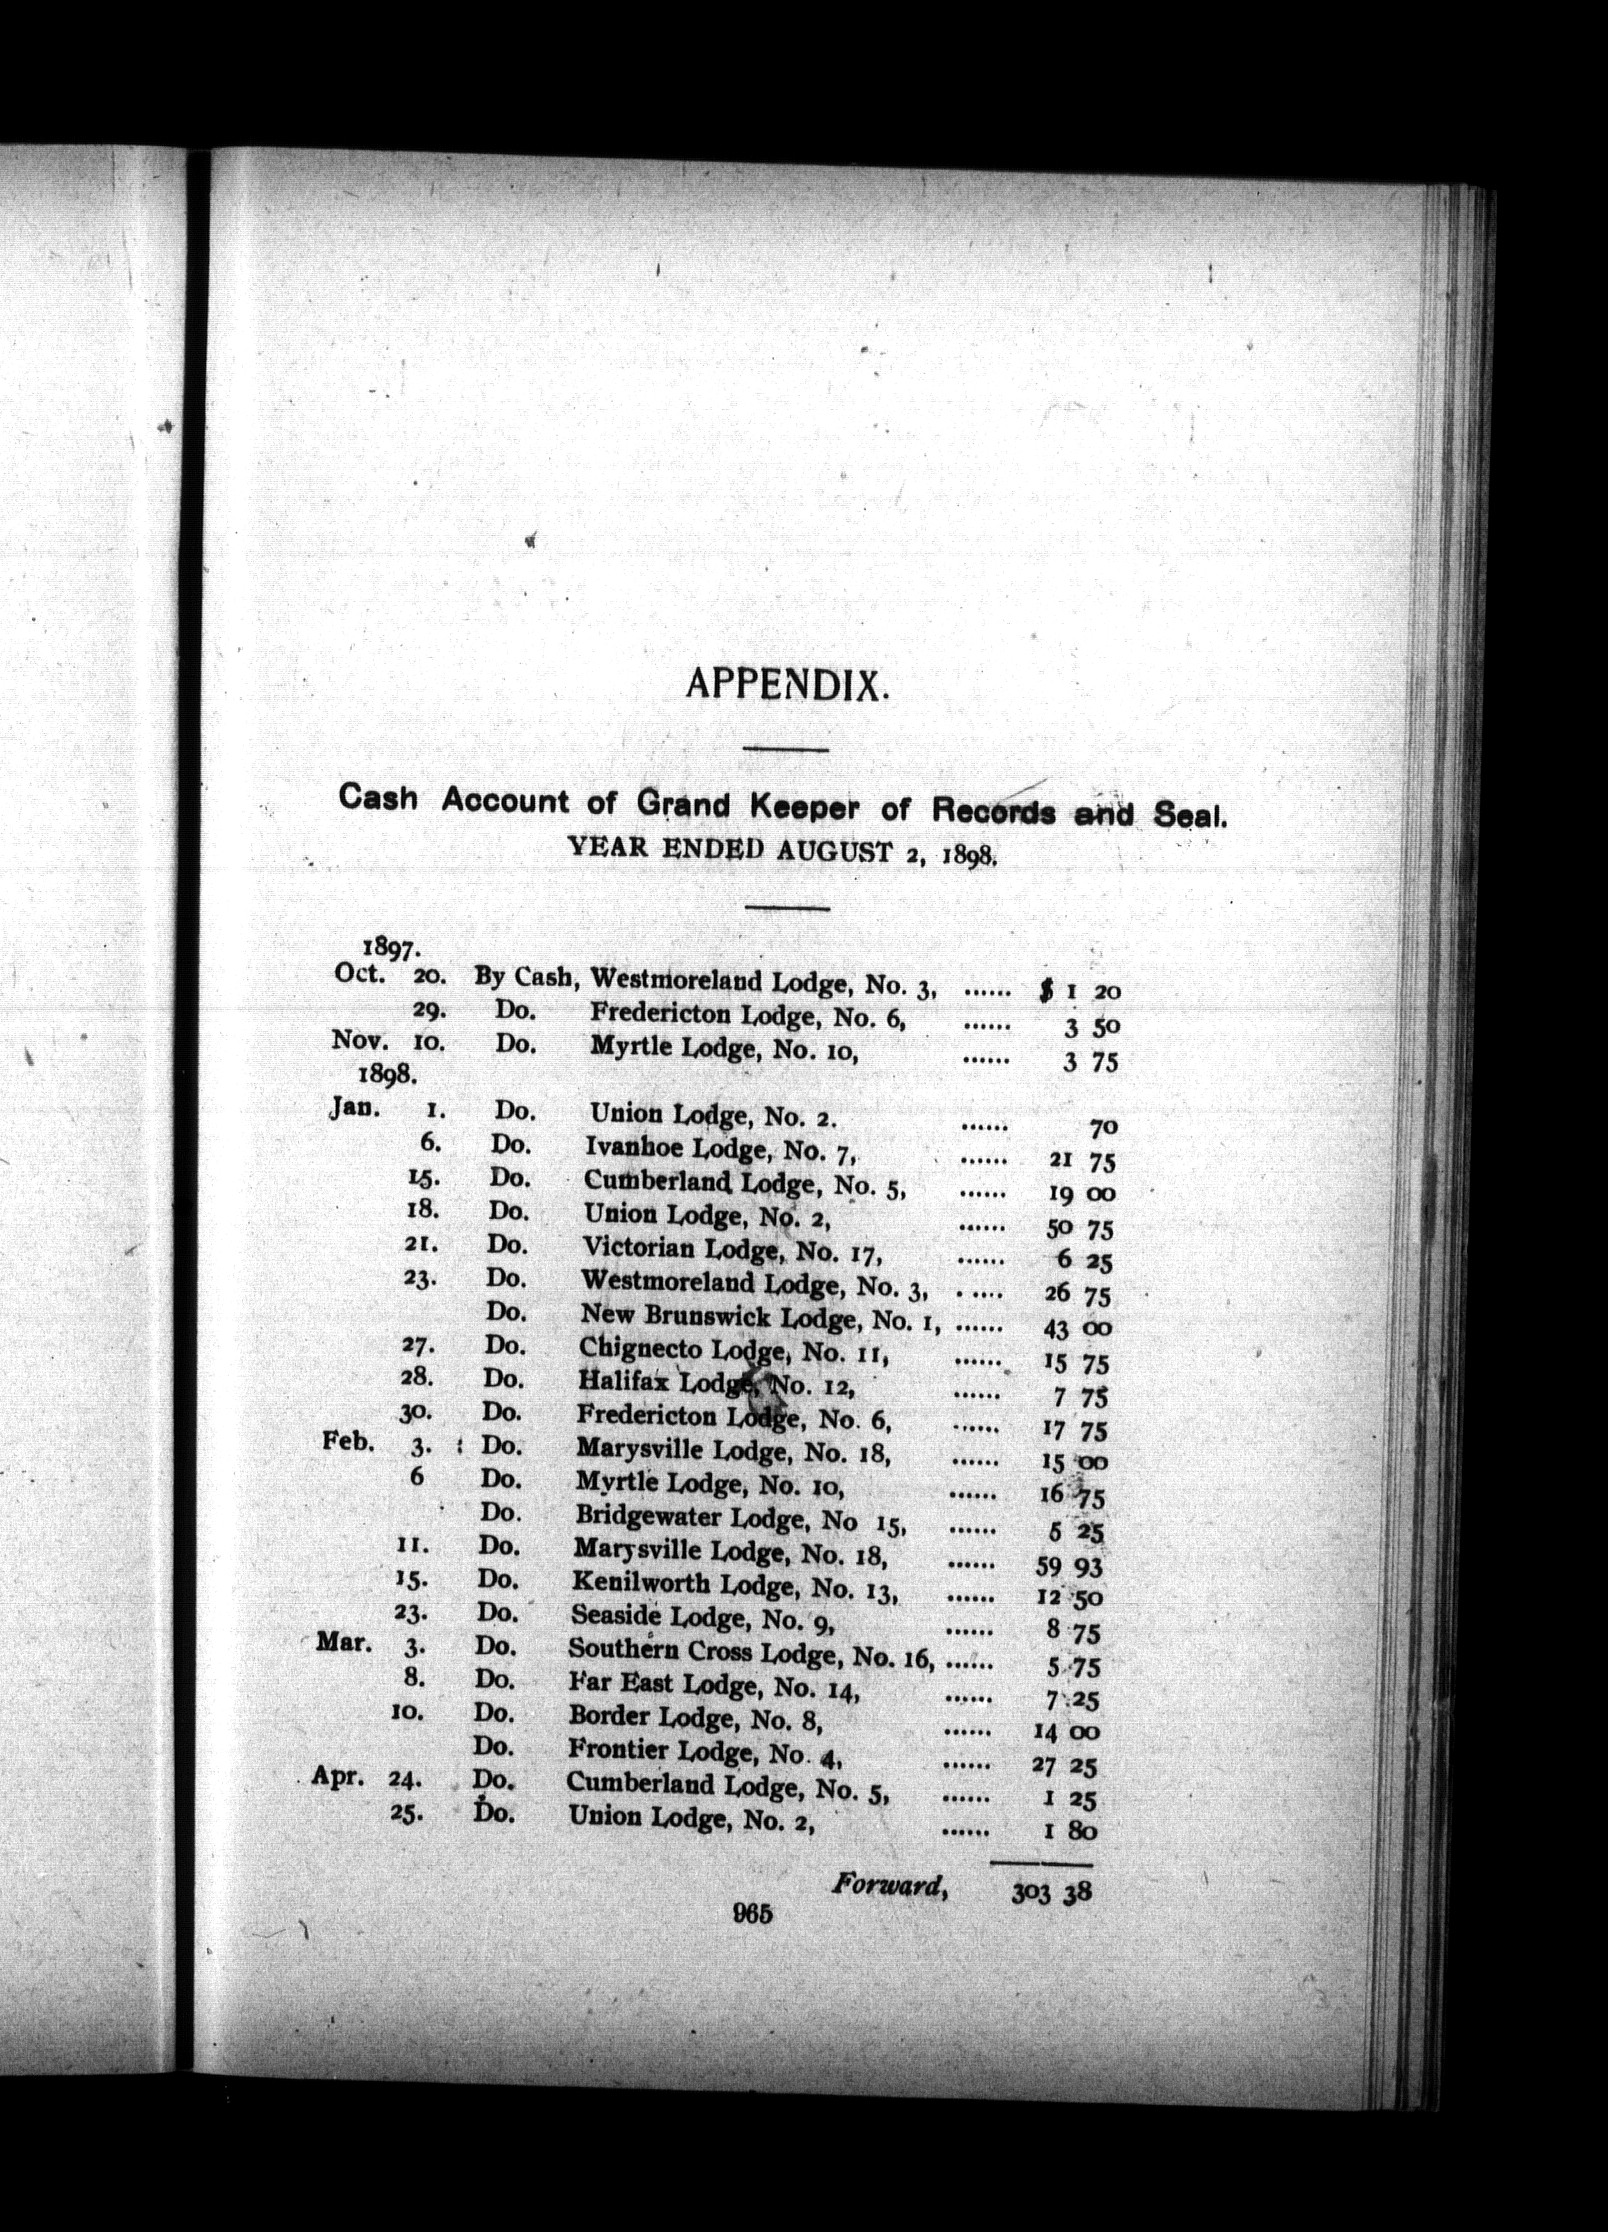 APPENDIX.
Cash Account of Grand Keeper of Records and Seal.
YEAR ENDED AUGUST 2, 1898.
1897.
Oct. 20. By Cash, Westmoreland Lodge, No. 3, ...... $ 1 20
29. Do. Fredericton Lodge, No. 6, ...... 3 50
Nov. 10. Do. Myrtle Lodge, No. 10, ...... 3 75
1898.
Jan. 1. Do. Union Lodge, No. 2. ...... 70
6. Do. Ivanhoe Lodge, No. 7, ...... 21 75
15. Do. Cumberland Lodge, No. 5, ...... 19 00
18. Do. Union Lodge, No. 2, ...... 50 75
21. Do. Victorian Lodge, No. 17, ...... 6 25
23. Do. Westmoreland Lodge, No. 3, . .... 26 75
Do. New Brunswick Lodge, No. 1, ...... 43 00
27. Do. Chignecto Lodge, No. 11, ...... 15 75
28. Do. Halifax Lodge, No. 12, ...... 7 75
30. Do. Fredericton Lodge, No. 6, ...... 17 75
Feb. 3. Do. Marysville Lodge, No. 18, ...... 15 00
6 Do. Myrtle Lodge, No. 10, ...... 16 75
Do. Bridgewater Lodge, No 15, ...... 5 25
11. Do. Marysville Lodge, No. 18, ...... 59 93
15. Do. Kenilworth Lodge, No. 13, ...... 12 50
23. Do. Seaside Lodge, No. 9, ...... 8 75
Mar. 3. Do. Southern Cross Lodge, No. 16, ...... 5 75
8. Do. Far East Lodge, No. 14, ...... 7 25
10. Do. Border Lodge, No. 8, ...... 14 00
Do. Frontier Lodge, No. 4, ...... 27 25
Apr. 24. Do. Cumberland Lodge, No. 5, ...... 1 25
25. Do. Union Lodge, No. 2, ...... 1 80
Forward, 303 38
965